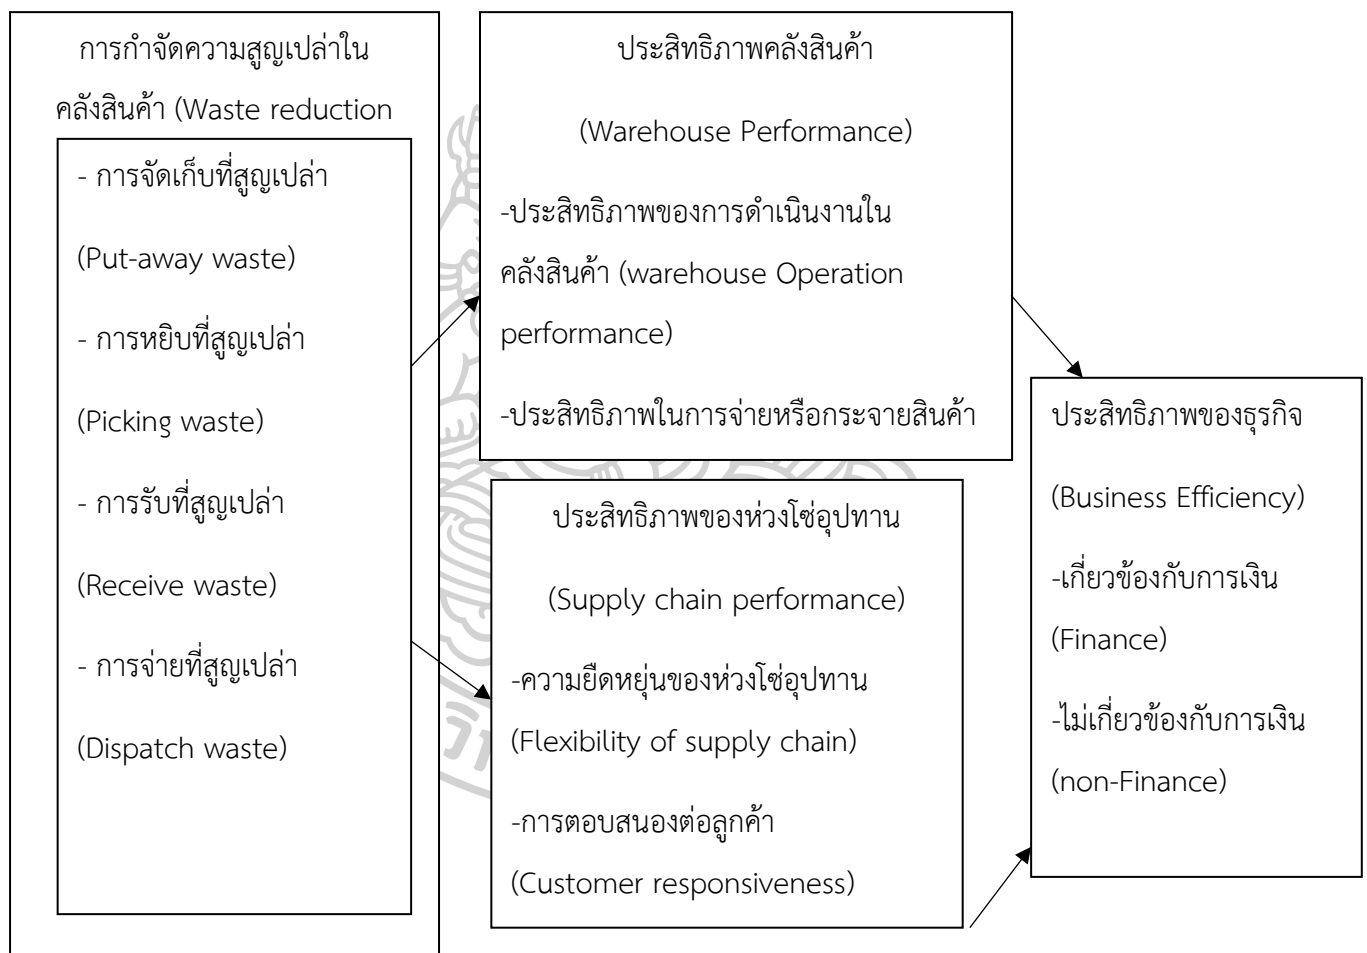 การกำจัดความสูญเปล่าใน
คลังสินค้า (Waste reduction
- การจัดเก็บที่สูญเปล่า
(Put-away waste)
- การหยิบที่สูญเปล่า
(Picking waste)
- การรับที่สูญเปล่า
(Receive waste)
- การจ่ายที่สูญเปล่า
(Dispatch waste)
ประสิทธิภาพคลังสินค้า
(Warehouse Performance)
-ประสิทธิภาพของการดำเนินงานใน
คลังสินค้า (warehouse Operation
performance)
-ประสิทธิภาพในการจ่ายหรือกระจายสินค้า
ประสิทธิภาพของห่วงโซ่อุปทาน
(Supply chain performance)
-ความยืดหยุ่นของห่วงโซ่อุปทาน
(Flexibility of supply chain)
-การตอบสนองต่อลูกค้า
(Customer responsiveness)
ประสิทธิภาพของธุรกิจ
(Business Efficiency)
-เกี่ยวข้องกับการเงิน
(Finance)
-ไม่เกี่ยวข้องกับการเงิน
(non-Finance)